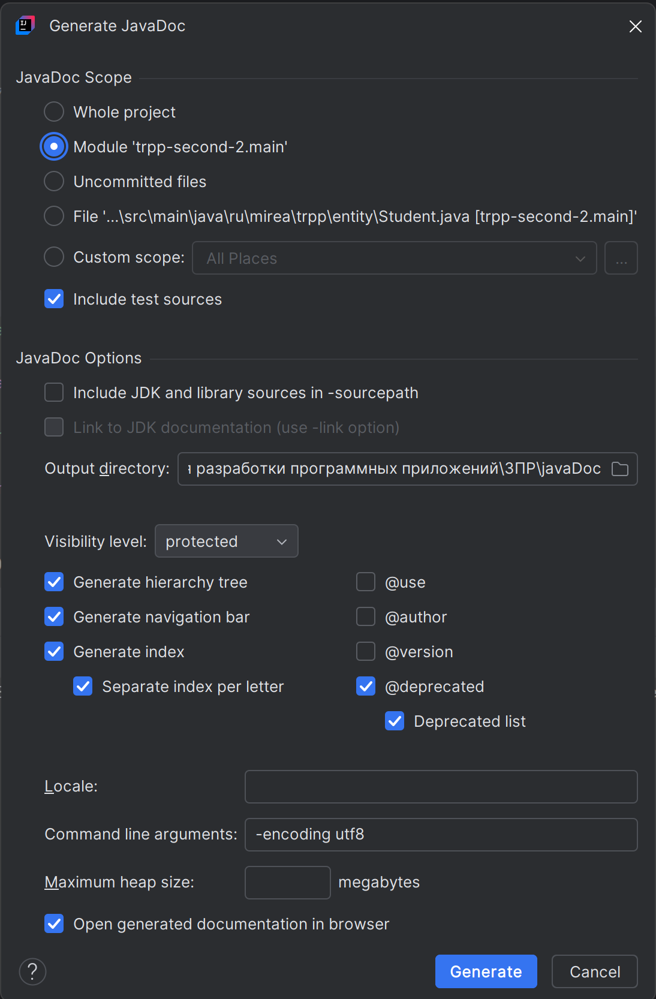 Generate JavaDoc
JavaDoc Scope
Whole project
Module 'trpp-second-2.main'
Uncommitted files
File '...\src\main\java\ru\mirea\trpp\entity\Student.java [trpp-second-2.main]'
Custom scope: All Places ...
Include test sources
JavaDoc Options
Include JDK and library sources in -sourcepath
Link to JDK documentation (use -link option)
Output directory: разработки программных приложений\3ПР\javaDoc
Visibility level: protected
Generate hierarchy tree @use
Generate navigation bar @author
Generate index @version
Separate index per letter @deprecated
Deprecated list
Locale:
Command line arguments: -encoding utf8
Maximum heap size: megabytes
Open generated documentation in browser
? Generate Cancel